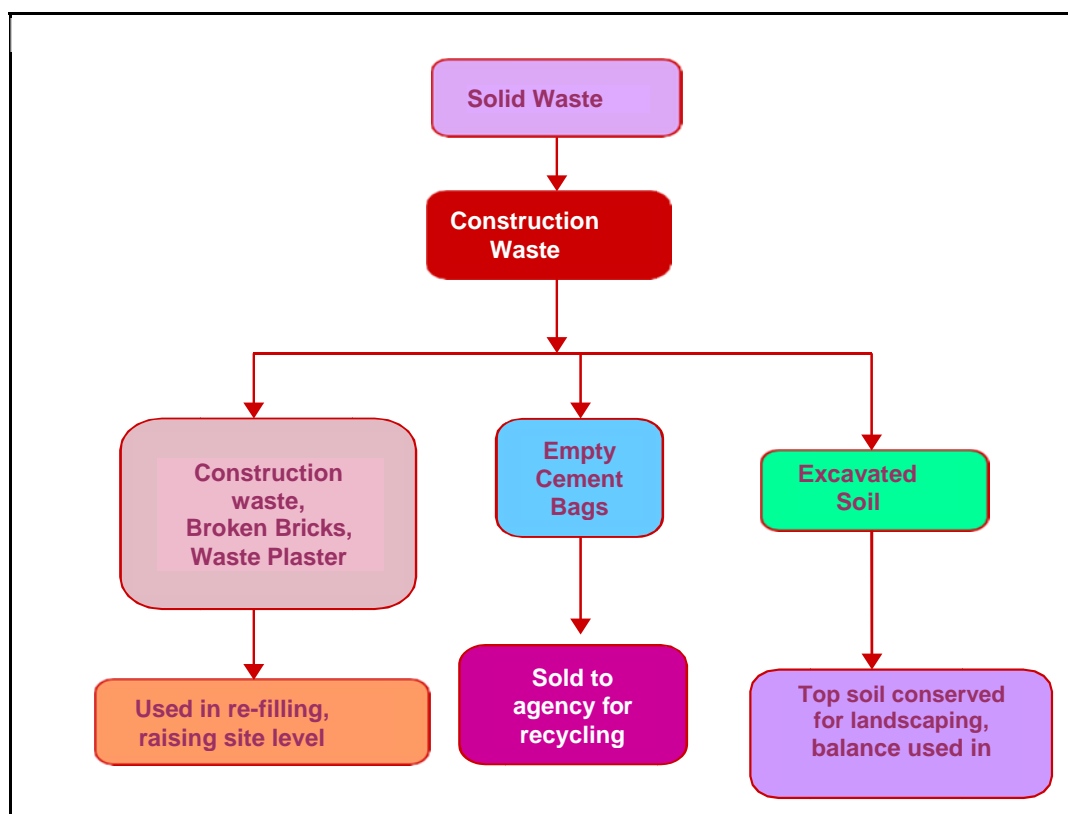 Solid Waste
Construction
Waste
Construction
waste,
Broken Bricks,
Waste Plaster
Empty
Cement
Bags
Excavated
Soil
Used in re-filling,
raising site level
Sold to
agency for
recycling
Top soil conserved
for landscaping,
balance used in